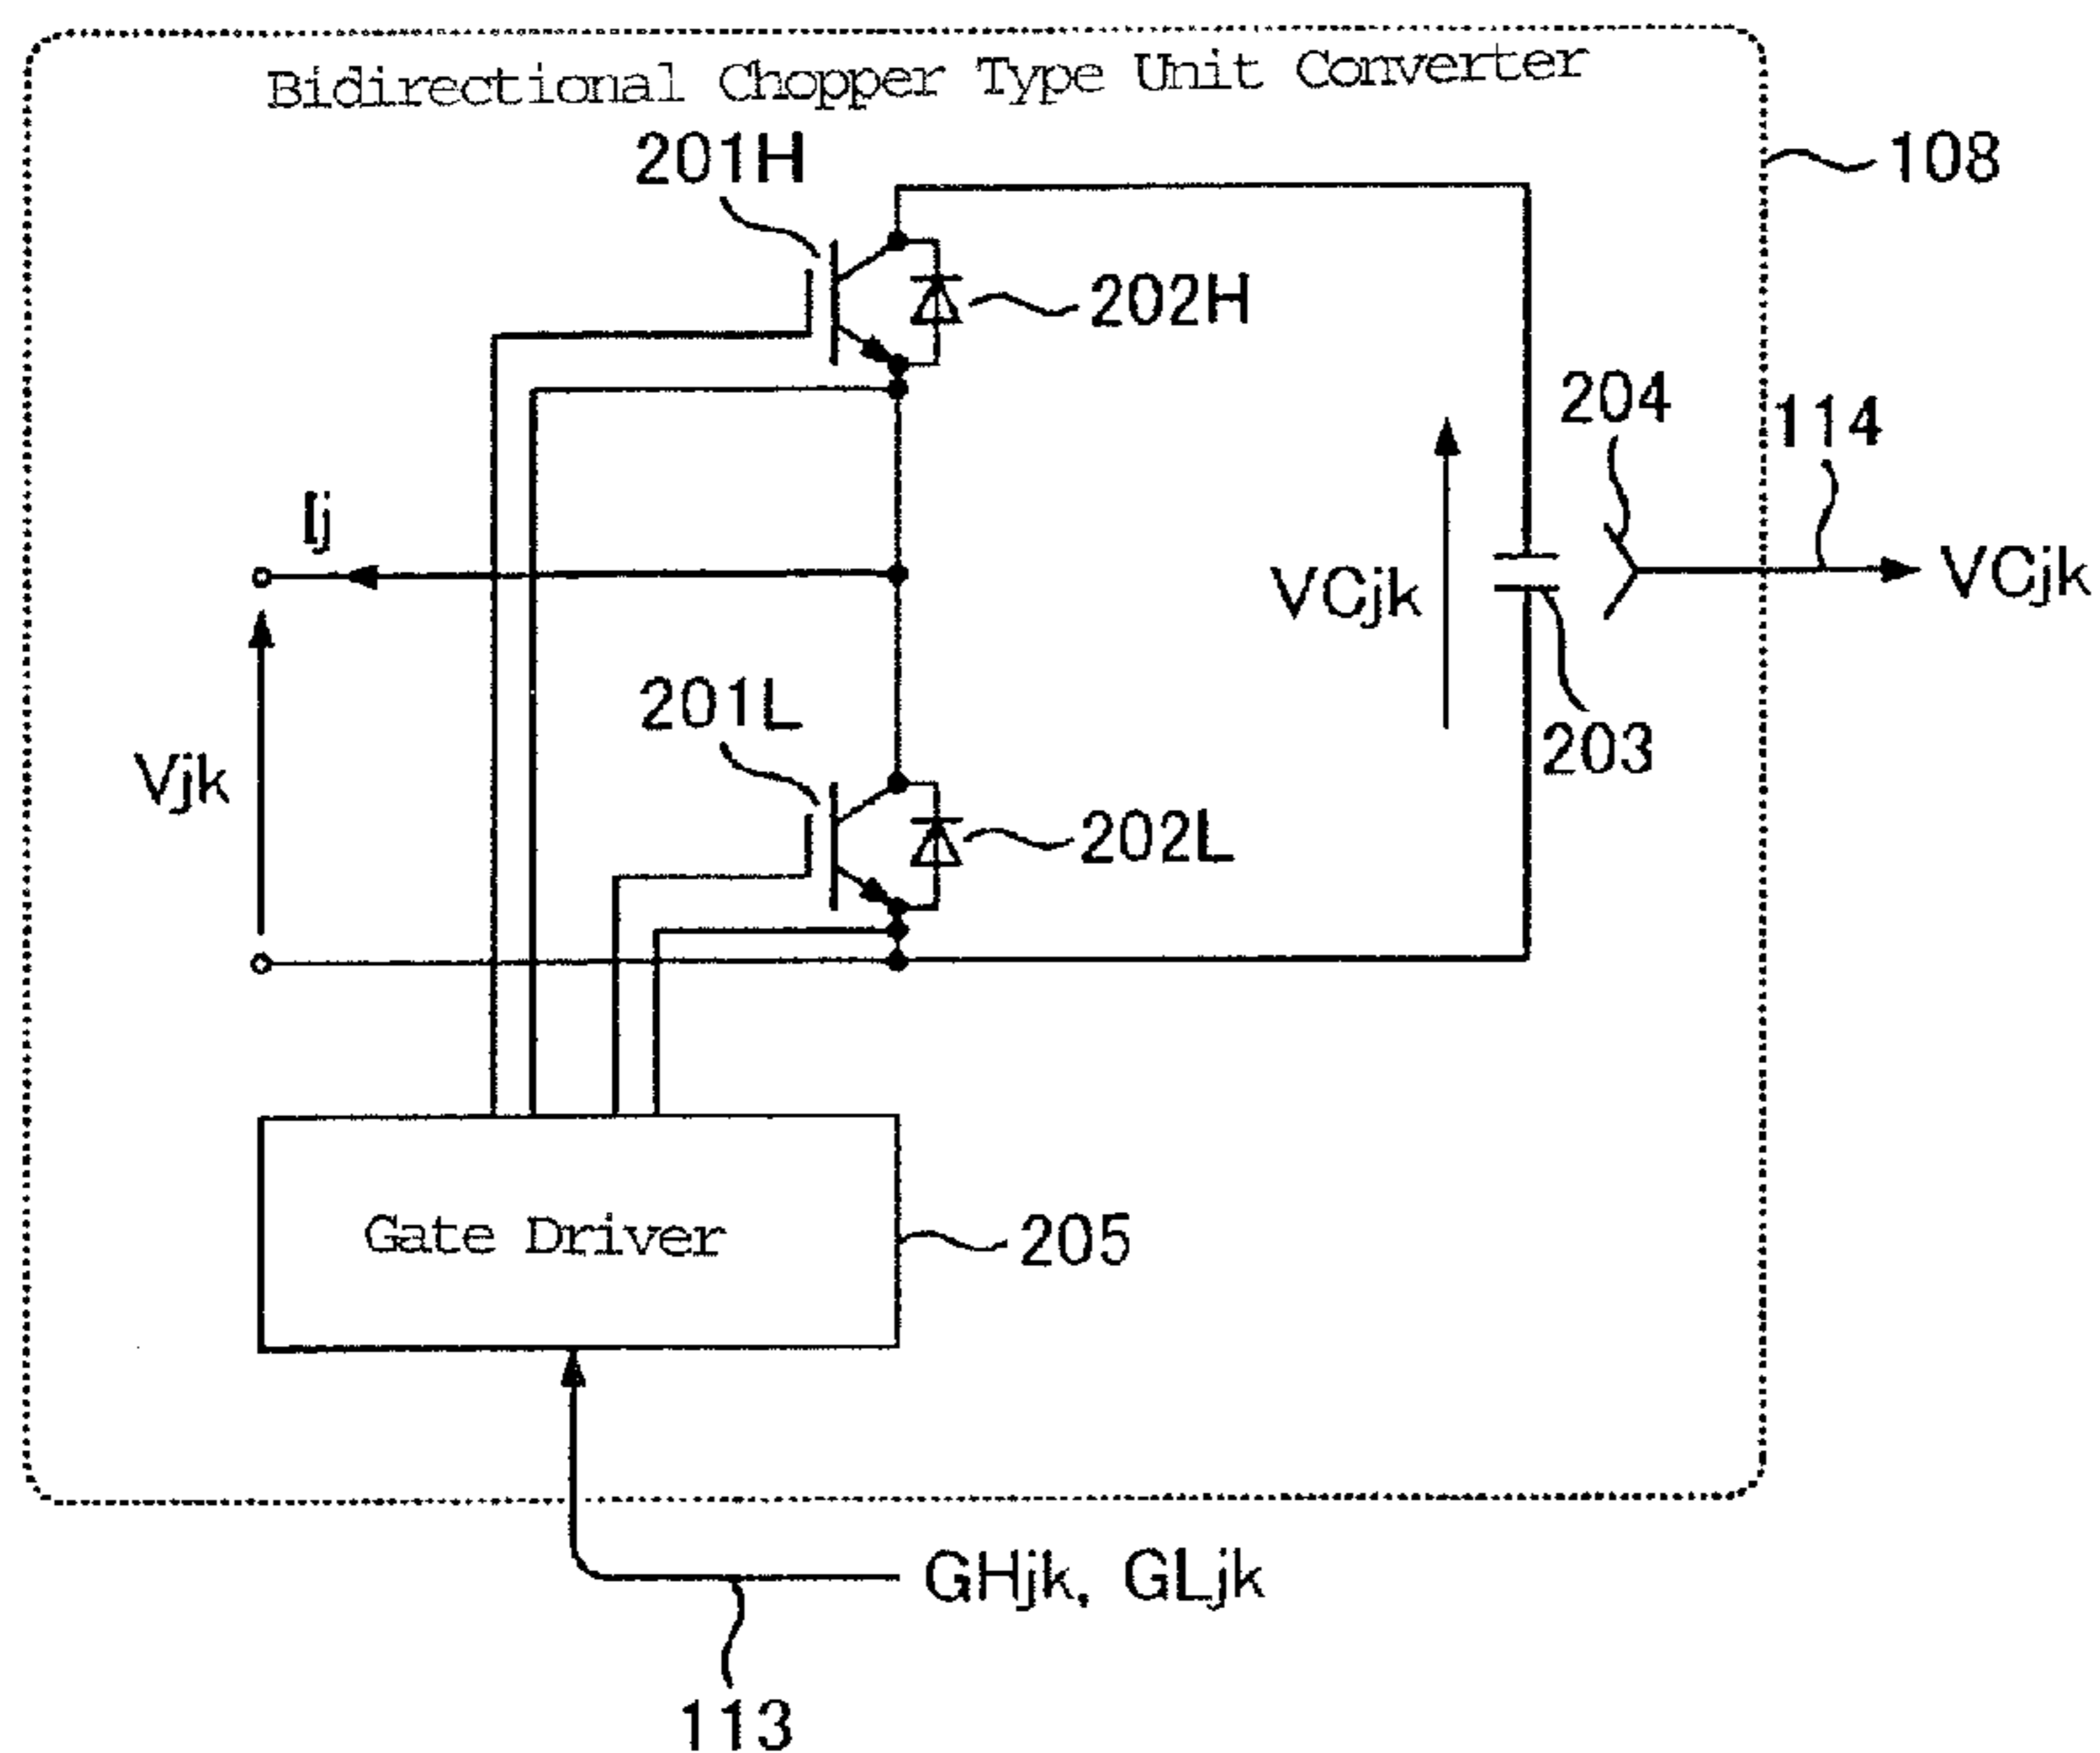 Bidirectional Chopper Type Unit Converter
201H
108
202H
204
114
Ij
VCjk
VCjk
201L
203
Vjk
202L
Gate Driver
205
GHjk, GLjk
113